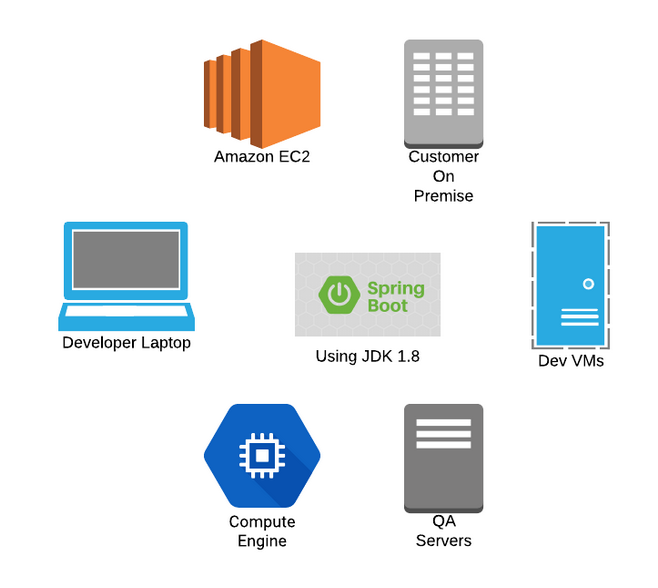 Amazon EC2
Customer
On
Premise
Developer Laptop
Spring
Boot
Using JDK 1.8
Dev VMs
Compute
Engine
QA
Servers